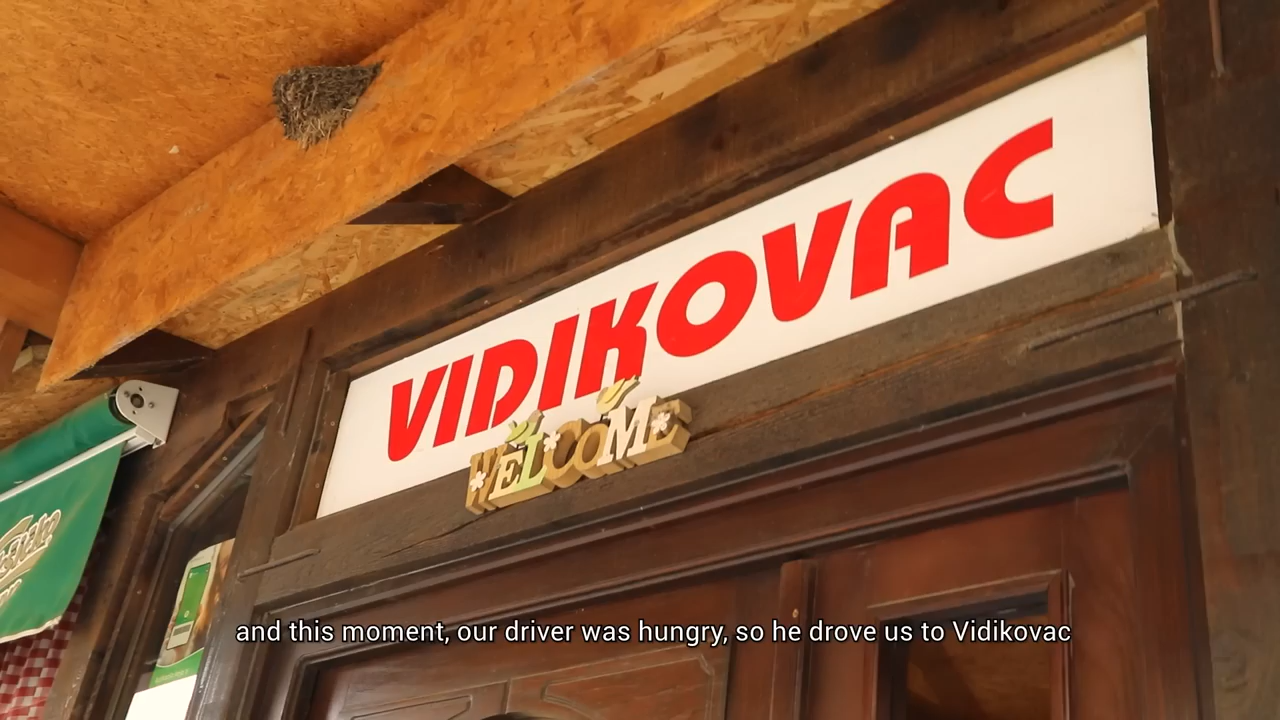 VIDIKOVAC
WELCOME
and this moment, our driver was hungry, so he drove us to Vidikovac